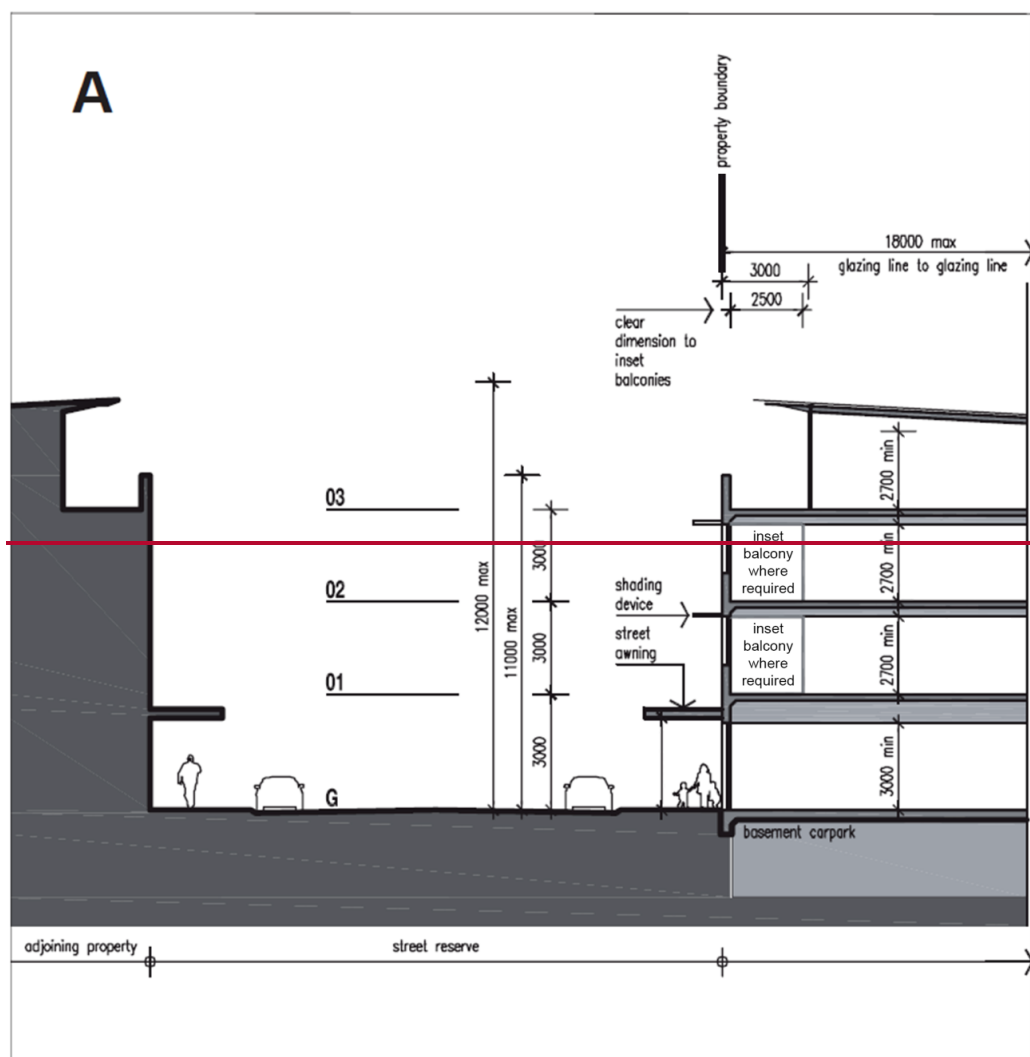 A
property boundary
18000 max
glazing line to glazing line
3000
2500
clear
dimension to
inset
balconies
03
02
01
G
12000 max
11000 max
3000
3000
3000
shading
device
street
awning
inset
balcony
where
required
inset
balcony
where
required
2700 min
2700 min
2700 min
3000 min
basement carpark
adjoining property
street reserve